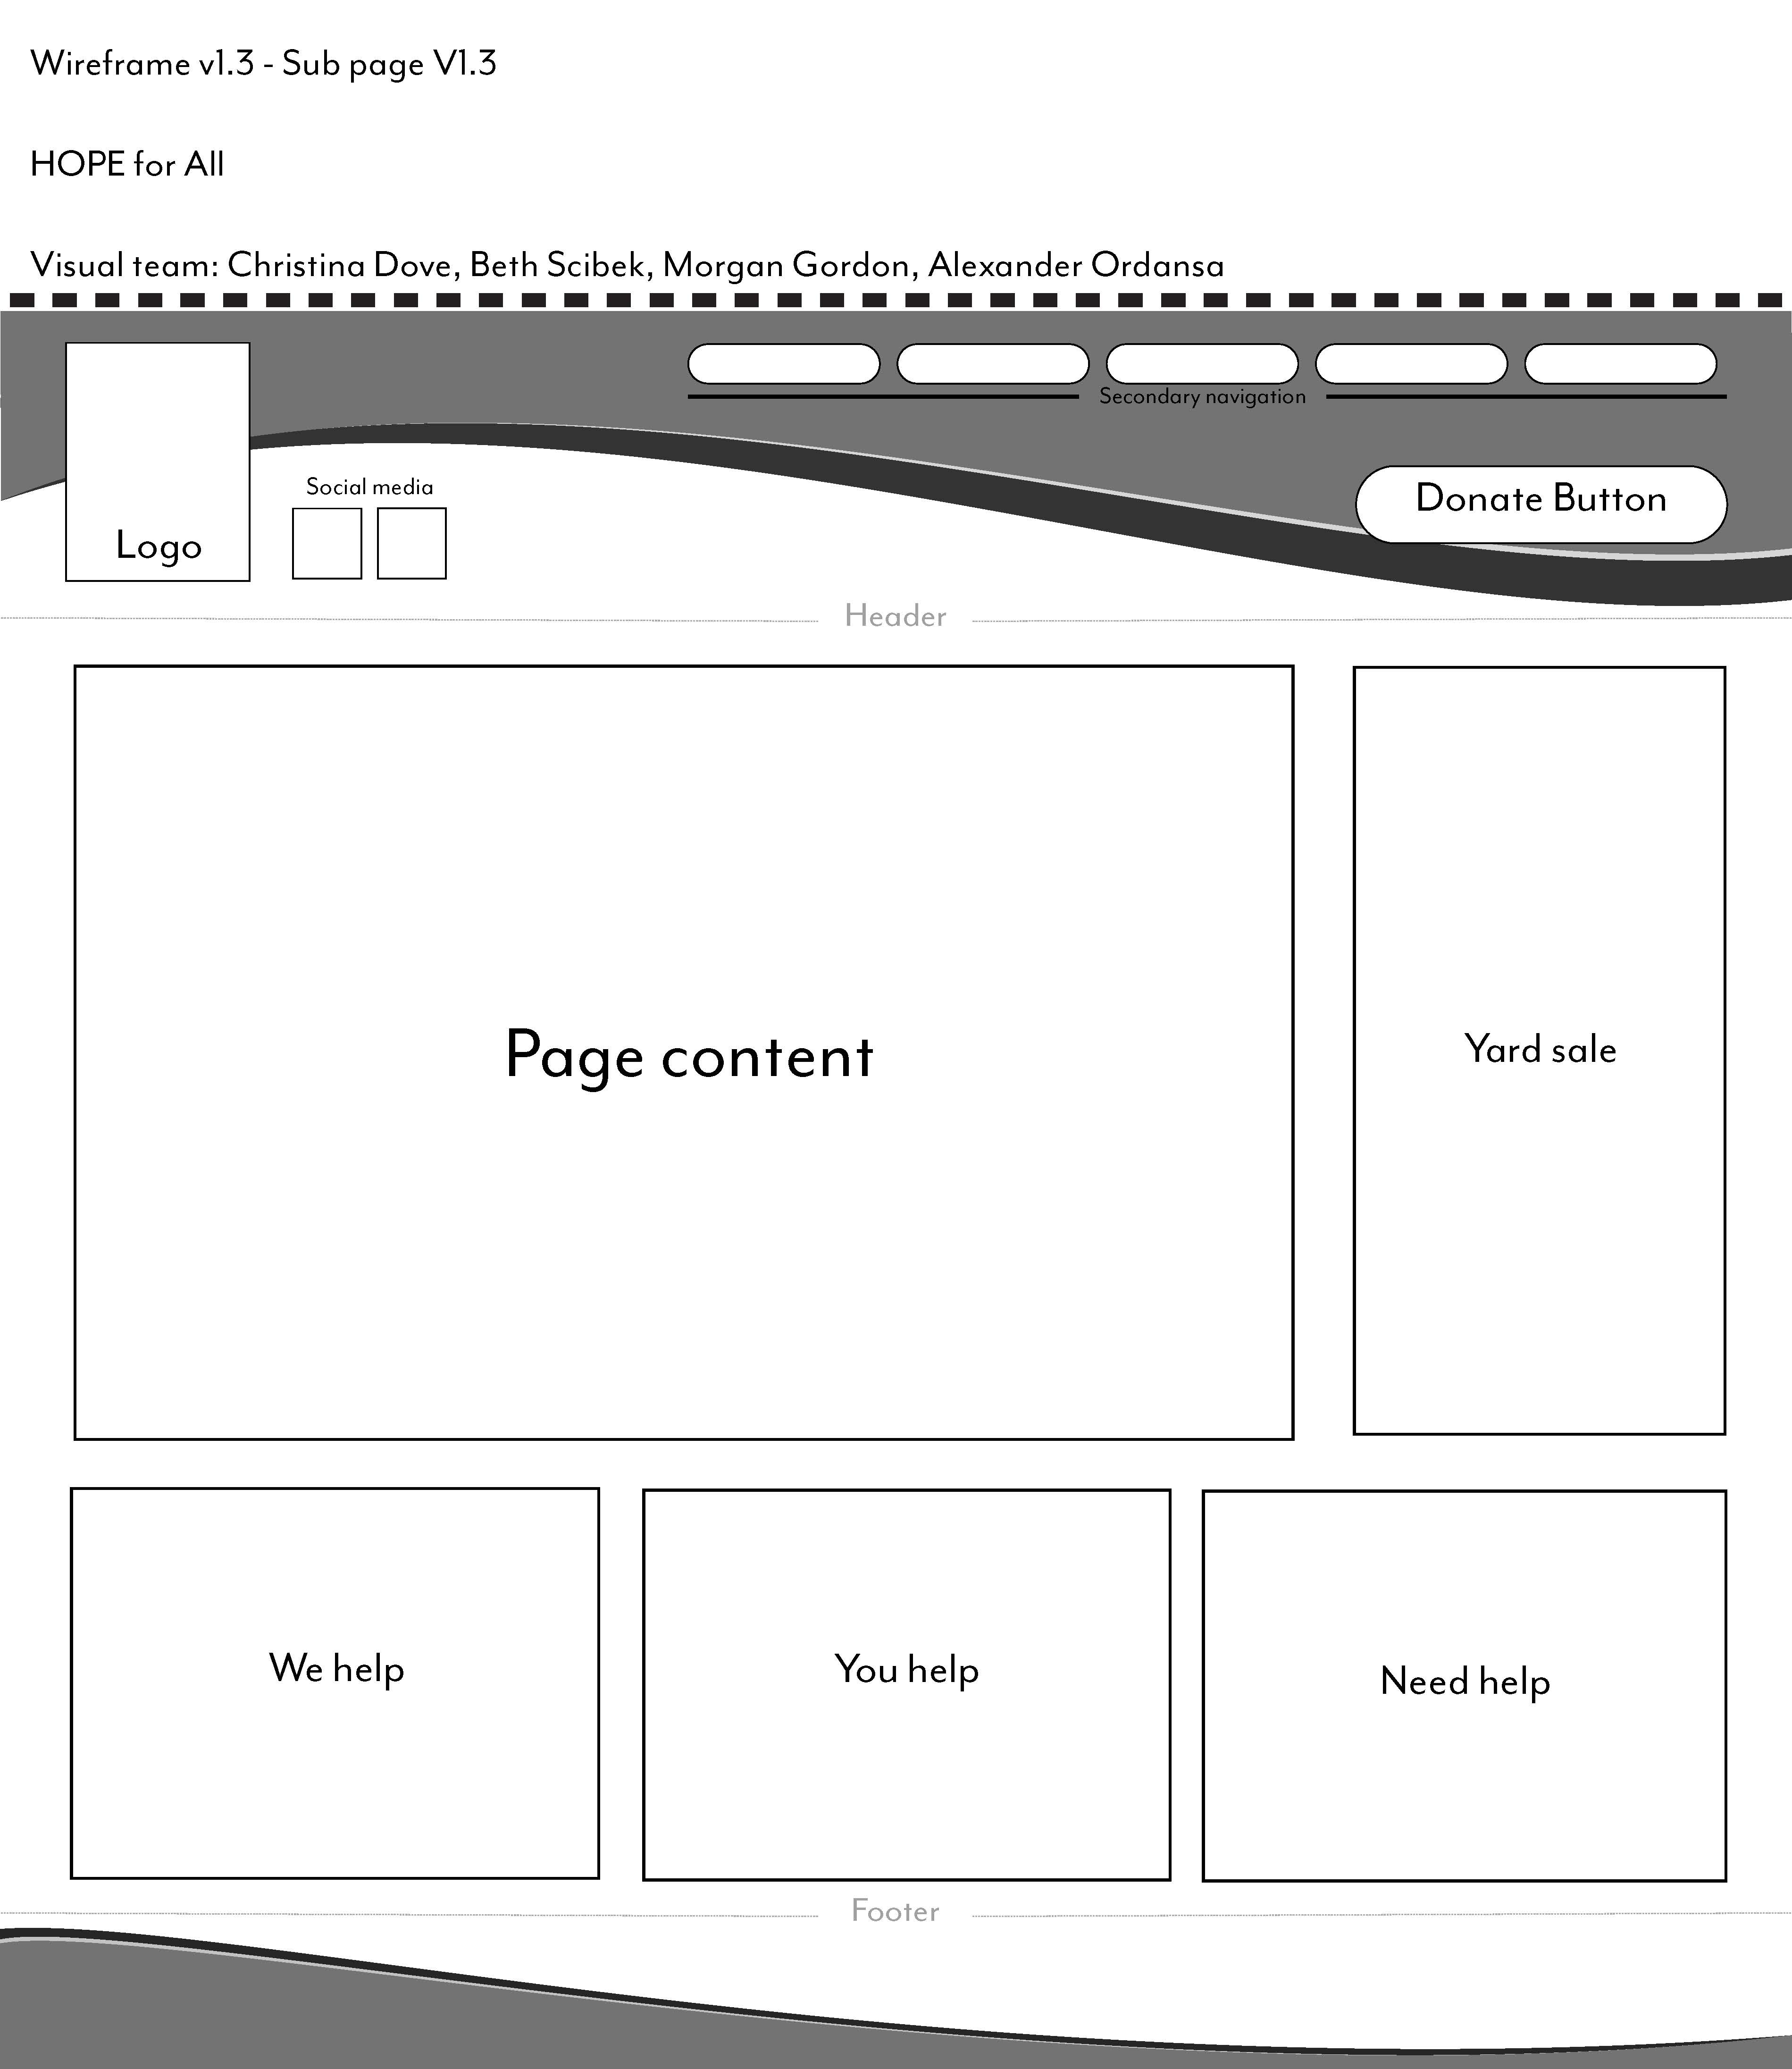 Wireframe v1.3 - Sub page V1.3
HOPE for All
Visual team: Christina Dove, Beth Scibek, Morgan Gordon, Alexander Ordansa
Secondary navigation
Donate Button
Social media
Logo
Header
Page content
Yard sale
We help
You help
Need help
Footer